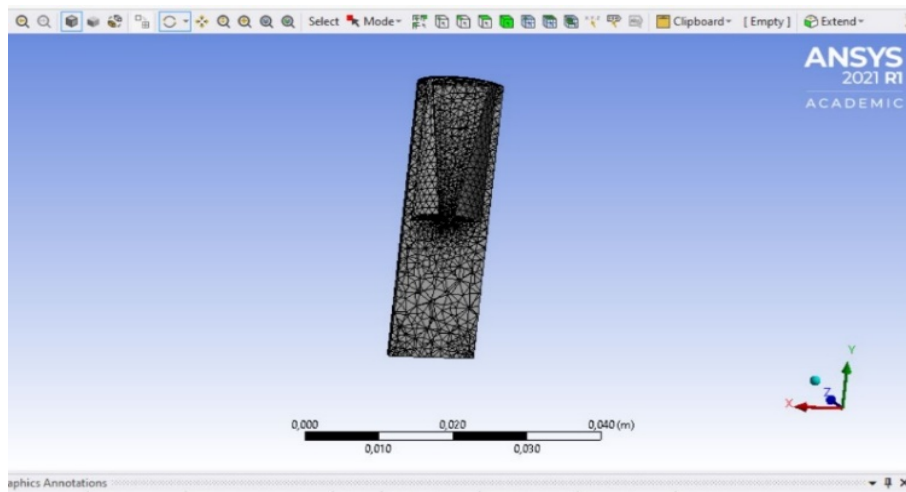 Select Mode Clipboard [Empty] Extend
ANSYS
2021 R1
ACADEMIC
Y
Z
X
0,000 0,020 0,040 (m)
0,010 0,030
aphics Annotations